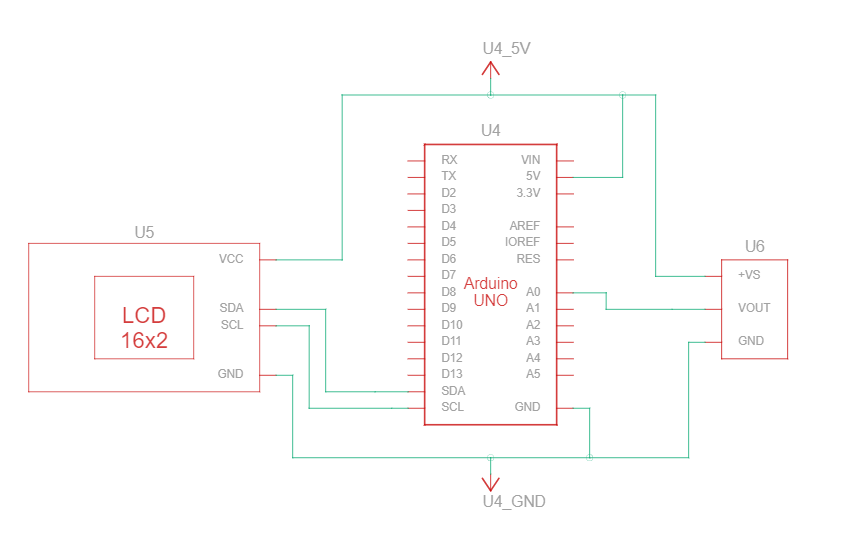 U4_5V
U4
RX
TX
D2
D3
D4
D5
D6
D7
D8
D9
D10
D11
D12
D13
SDA
SCL
VIN
5V
3.3V
AREF
IOREF
RES
A0
A1
A2
A3
A4
A5
GND
Arduino
UNO
U5
VCC
SDA
SCL
GND
LCD
16x2
U6
+VS
VOUT
GND
U4_GND